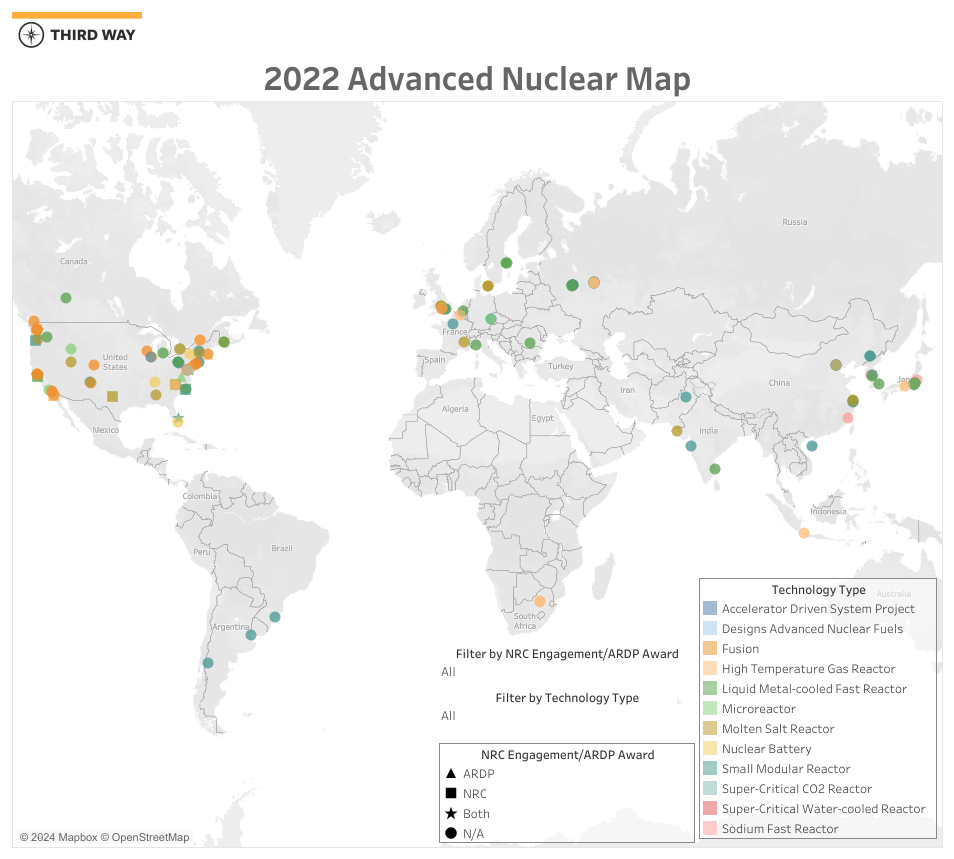 THIRD WAY
2022 Advanced Nuclear Map
Russia
Canada
France
United
States
Spain
Turkey
Japan
China
Iran
Algeria
Egypt
Mexico
India
Colombia
Indonesia
Peru
Brazil
Australia
South
Africa
Argentina
Filter by NRC Engagement/ARDP Award
All
Filter by Technology Type
All
NRC Engagement/ARDP Award
ARDP
NRC
Both
N/A
Technology Type
Accelerator Driven System Project
Designs Advanced Nuclear Fuels
Fusion
High Temperature Gas Reactor
Liquid Metal-cooled Fast Reactor
Microreactor
Molten Salt Reactor
Nuclear Battery
Small Modular Reactor
Super-Critical CO2 Reactor
Super-Critical Water-cooled Reactor
Sodium Fast Reactor
© 2024 Mapbox © OpenStreetMap